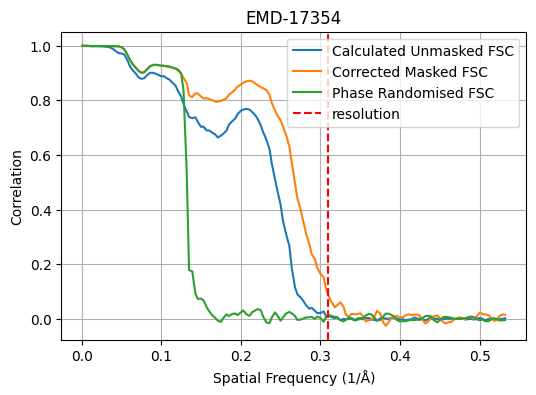 EMD-17354
Calculated Unmasked FSC
Corrected Masked FSC
Phase Randomised FSC
resolution
Correlation
1.0
0.8
0.6
0.4
0.2
0.0
0.0 0.1 0.2 0.3 0.4 0.5
Spatial Frequency (1/Å)